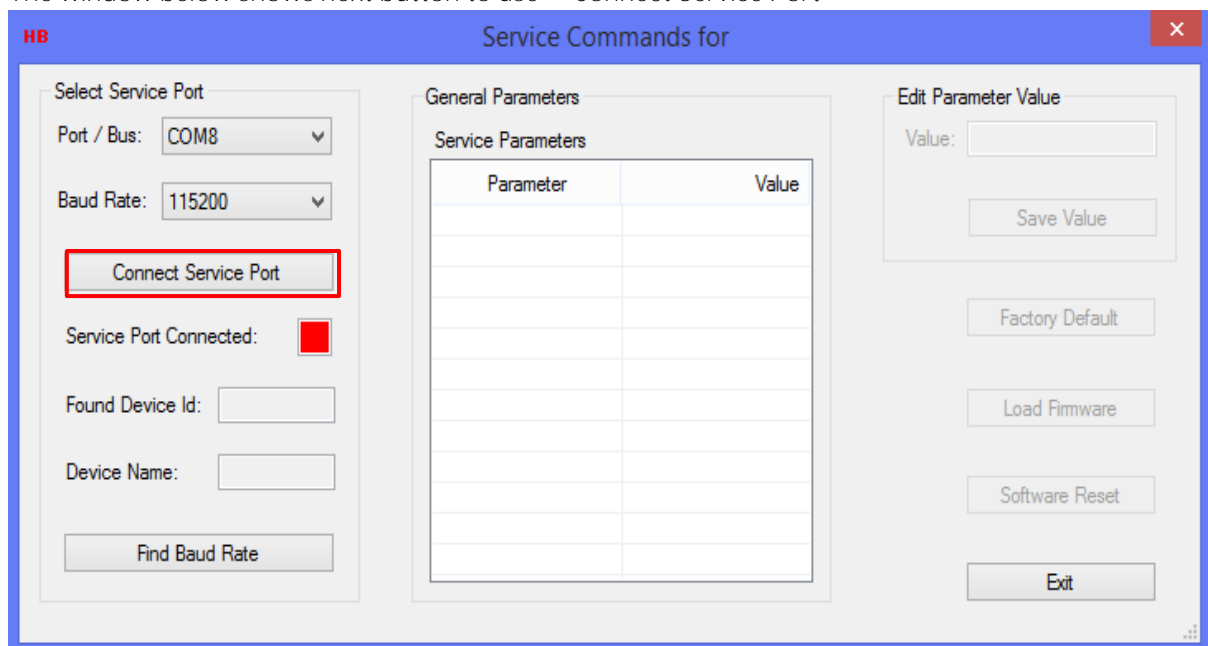 HB
Service Commands for
Select Service Port
Port / Bus: COM8
Baud Rate: 115200
Connect Service Port
Service Port Connected:
Found Device Id:
Device Name:
Find Baud Rate
General Parameters
Service Parameters
Parameter Value
Edit Parameter Value
Value:
Save Value
Factory Default
Load Firmware
Software Reset
Exit